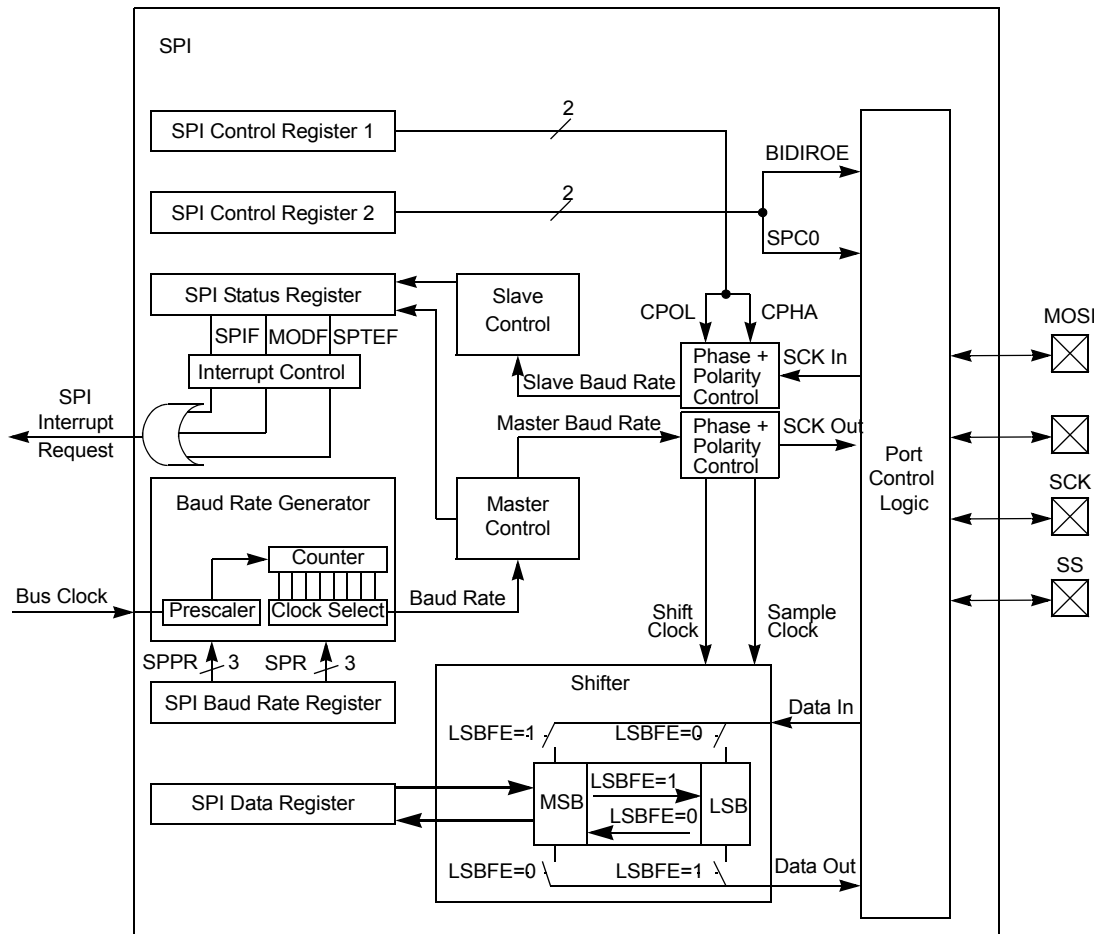 SPI
SPI Control Register 1
2
BIDIROE
SPI Control Register 2
2
SPC0
SPI Status Register
Slave
Control
CPOL
CPHA
MOSI
SPIF
MODF
SPTEF
Interrupt Control
Phase +
Polarity
Control
SCK In
Slave Baud Rate
SPI
Interrupt
Request
Master Baud Rate
Phase +
Polarity
Control
SCK Out
Port
Control
Logic
SCK
Baud Rate Generator
Master
Control
Counter
SS
Bus Clock
Prescaler
Clock Select
Baud Rate
Shift
Clock
Sample
Clock
SPPR
3
SPR
3
SPI Baud Rate Register
Shifter
Data In
LSBFE=1
LSBFE=0
SPI Data Register
MSB
LSBFE=1
LSBFE=0
LSB
LSBFE=0
LSBFE=1
Data Out